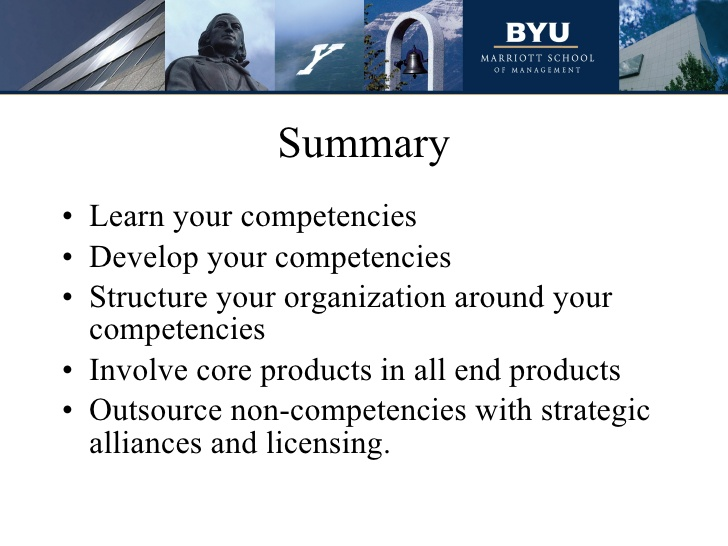 Y
BYU
MARRIOTT SCHOOL
OF MANAGEMENT
Summary
• Learn your competencies
• Develop your competencies
• Structure your organization around your
competencies
• Involve core products in all end products
• Outsource non-competencies with strategic
alliances and licensing.